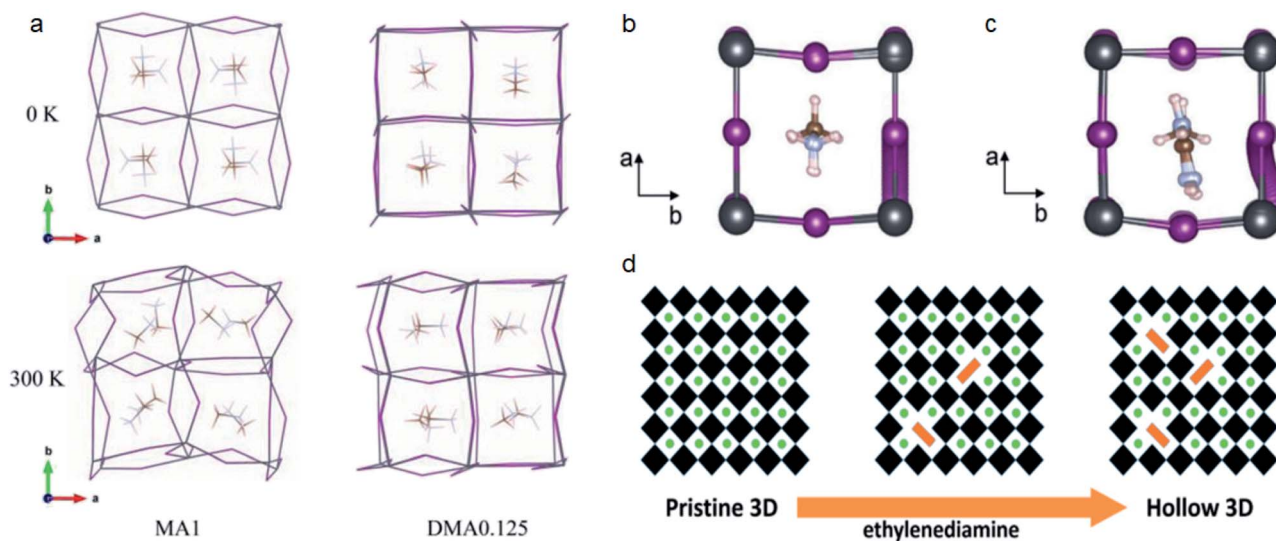 a
0 K
b
a
300 K
b
a
MA1
DMA0.125
b
a
b
c
a
b
d
Pristine 3D
ethylenediamine
Hollow 3D